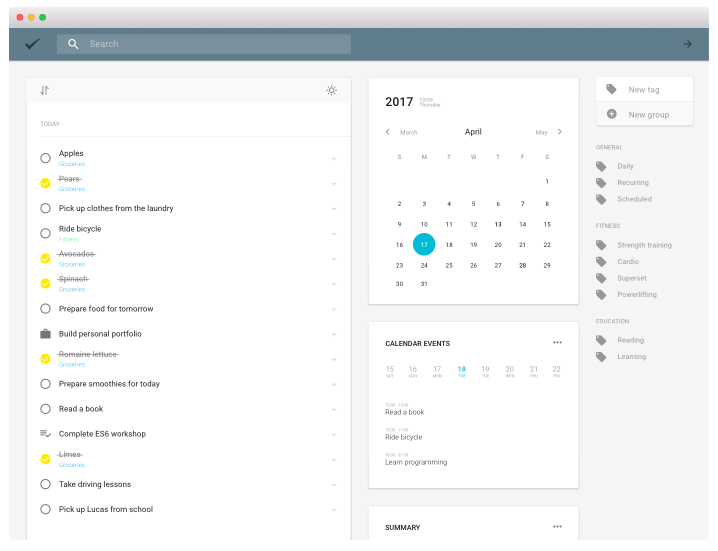 Search
TODAY
Apples
Groceries
Pears
Groceries
Pick up clothes from the laundry
Ride bicycle
Fitness
Avocados
Groceries
Spinach
Groceries
Prepare food for tomorrow
Build personal portfolio
Romaine lettuce
Groceries
Prepare smoothies for today
Read a book
Complete ES6 workshop
Limes
Groceries
Take driving lessons
Pick up Lucas from school
2017
Thursday
March April May
S M T W T F S
1
2 3 4 5 6 7 8
9 10 11 12 13 14 15
16 17 18 19 20 21 22
23 24 25 26 27 28 29
30 31
CALENDAR EVENTS
15 16 17 18 19 20 21 22
SAT SUN MON TUE TUE WED THU FRI
Read a book
Ride bicycle
Learn programming
SUMMARY
New tag
New group
GENERAL
Daily
Recurring
Scheduled
FITNESS
Strength training
Cardio
Superset
Powerlifting
EDUCATION
Reading
Learning